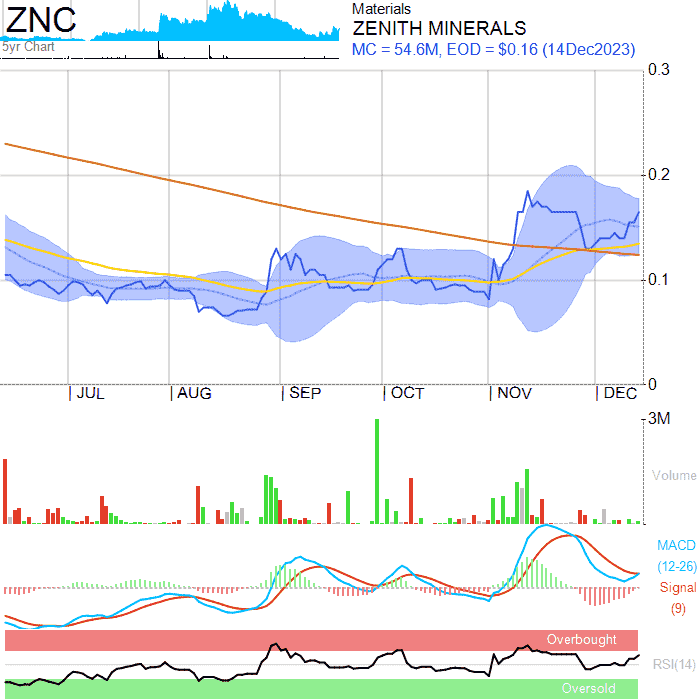 ZNC
5yr Chart
Materials
ZENITH MINERALS
MC = 54.6M, EOD = $0.16 (14Dec2023)
0.3
0.2
0.1
0
JUL AUG SEP OCT NOV DEC
3M
Volume
MACD
(12-26)
Signal
(9)
Overbought
RSI(14)
Oversold